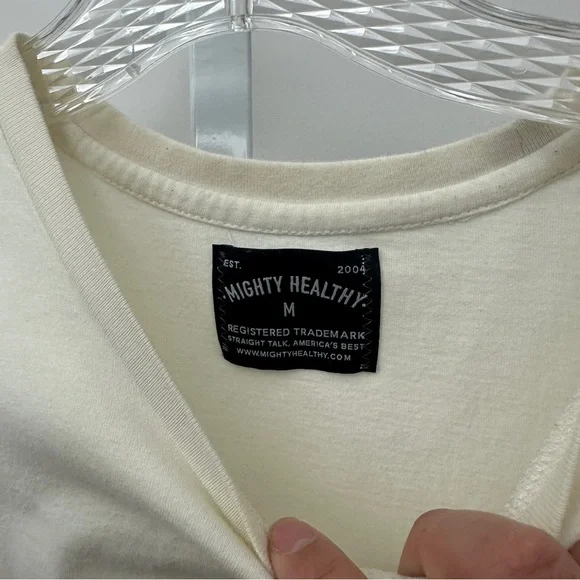 EST. 2004
·MIGHTY HEALTHY·
M
REGISTERED TRADEMARK
STRAIGHT TALK, AMERICA'S BEST
WWW.MIGHTYHEALTHY.COM